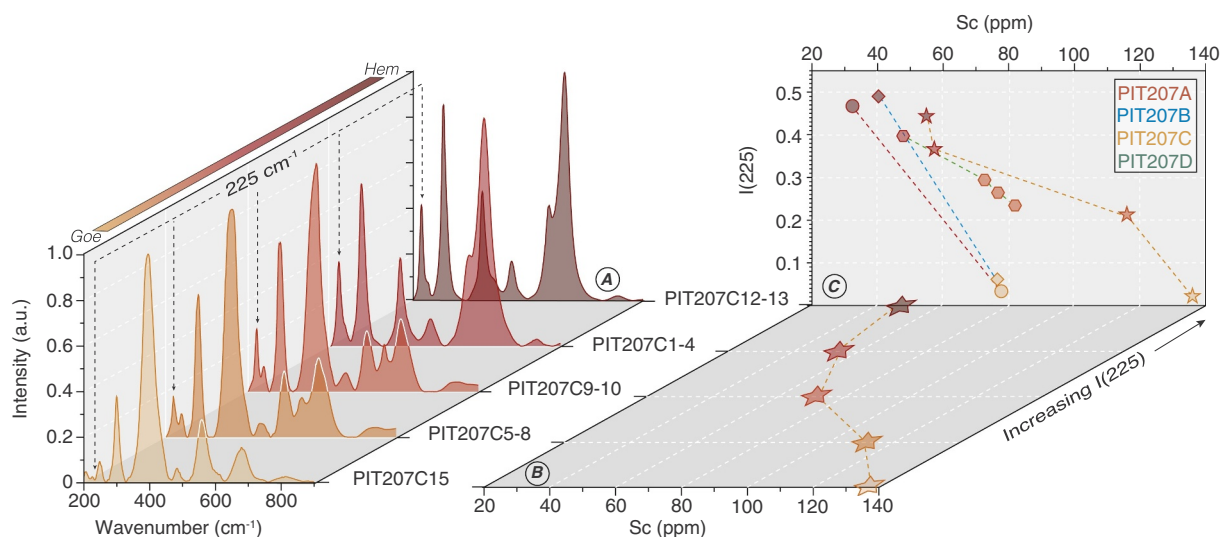 Sc (ppm)
20 40 60 80 100 120 140
Hem
225 cm-1
Goe
1.0
0.8
0.6
0.4
0.2
0
Intensity (a.u.)
200 400 600 800
Wavenumber (cm-1)
A
PIT207C12-13
PIT207C1-4
PIT207C9-10
PIT207C5-8
PIT207C15
0.5
0.4
0.3
0.2
0.1
I(225)
PIT207A
PIT207B
PIT207C
PIT207D
C
Increasing I(225)
B
20 40 60 80 100 120 140
Sc (ppm)